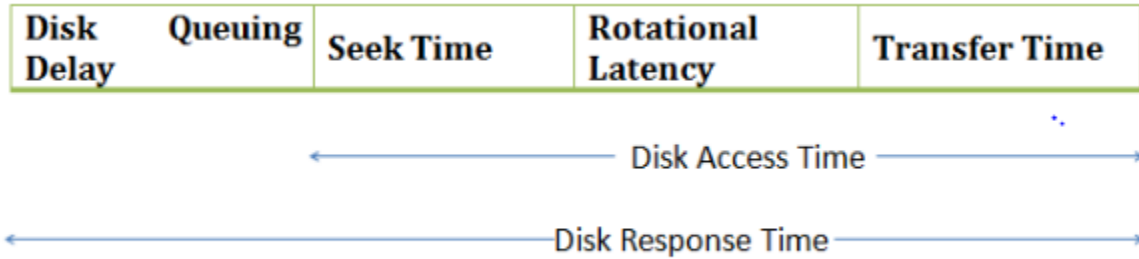 Disk Queuing
Delay
Seek Time
Rotational
Latency
Transfer Time
Disk Access Time
Disk Response Time